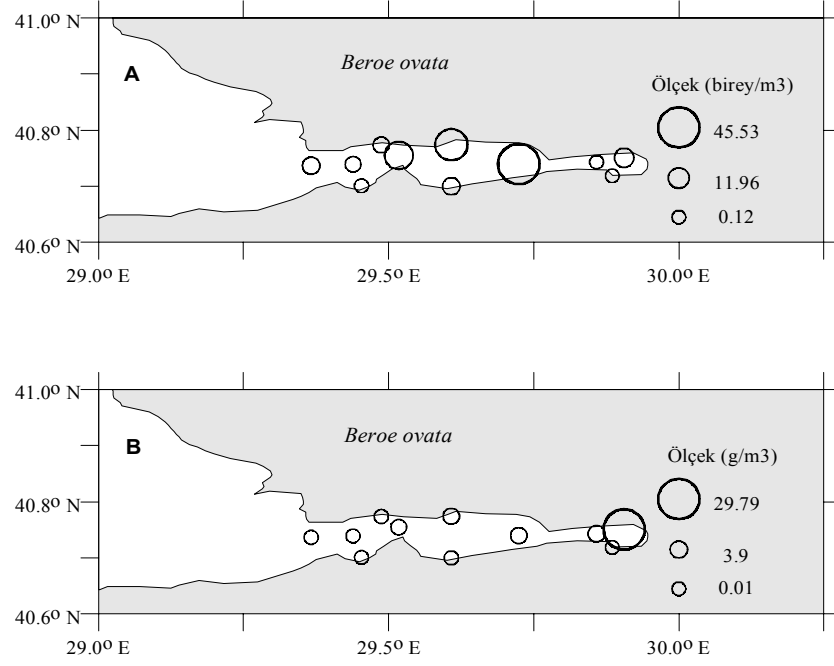 41.0º N
Beroe ovata
A
Ölçek (birey/m3)
40.8º N
45.53
11.96
0.12
40.6º N
29.0º E
29.5º E
30.0º E
41.0º N
Beroe ovata
B
Ölçek (g/m3)
40.8º N
29.79
3.9
0.01
40.6º N
29.0º E
29.5º E
30.0º E